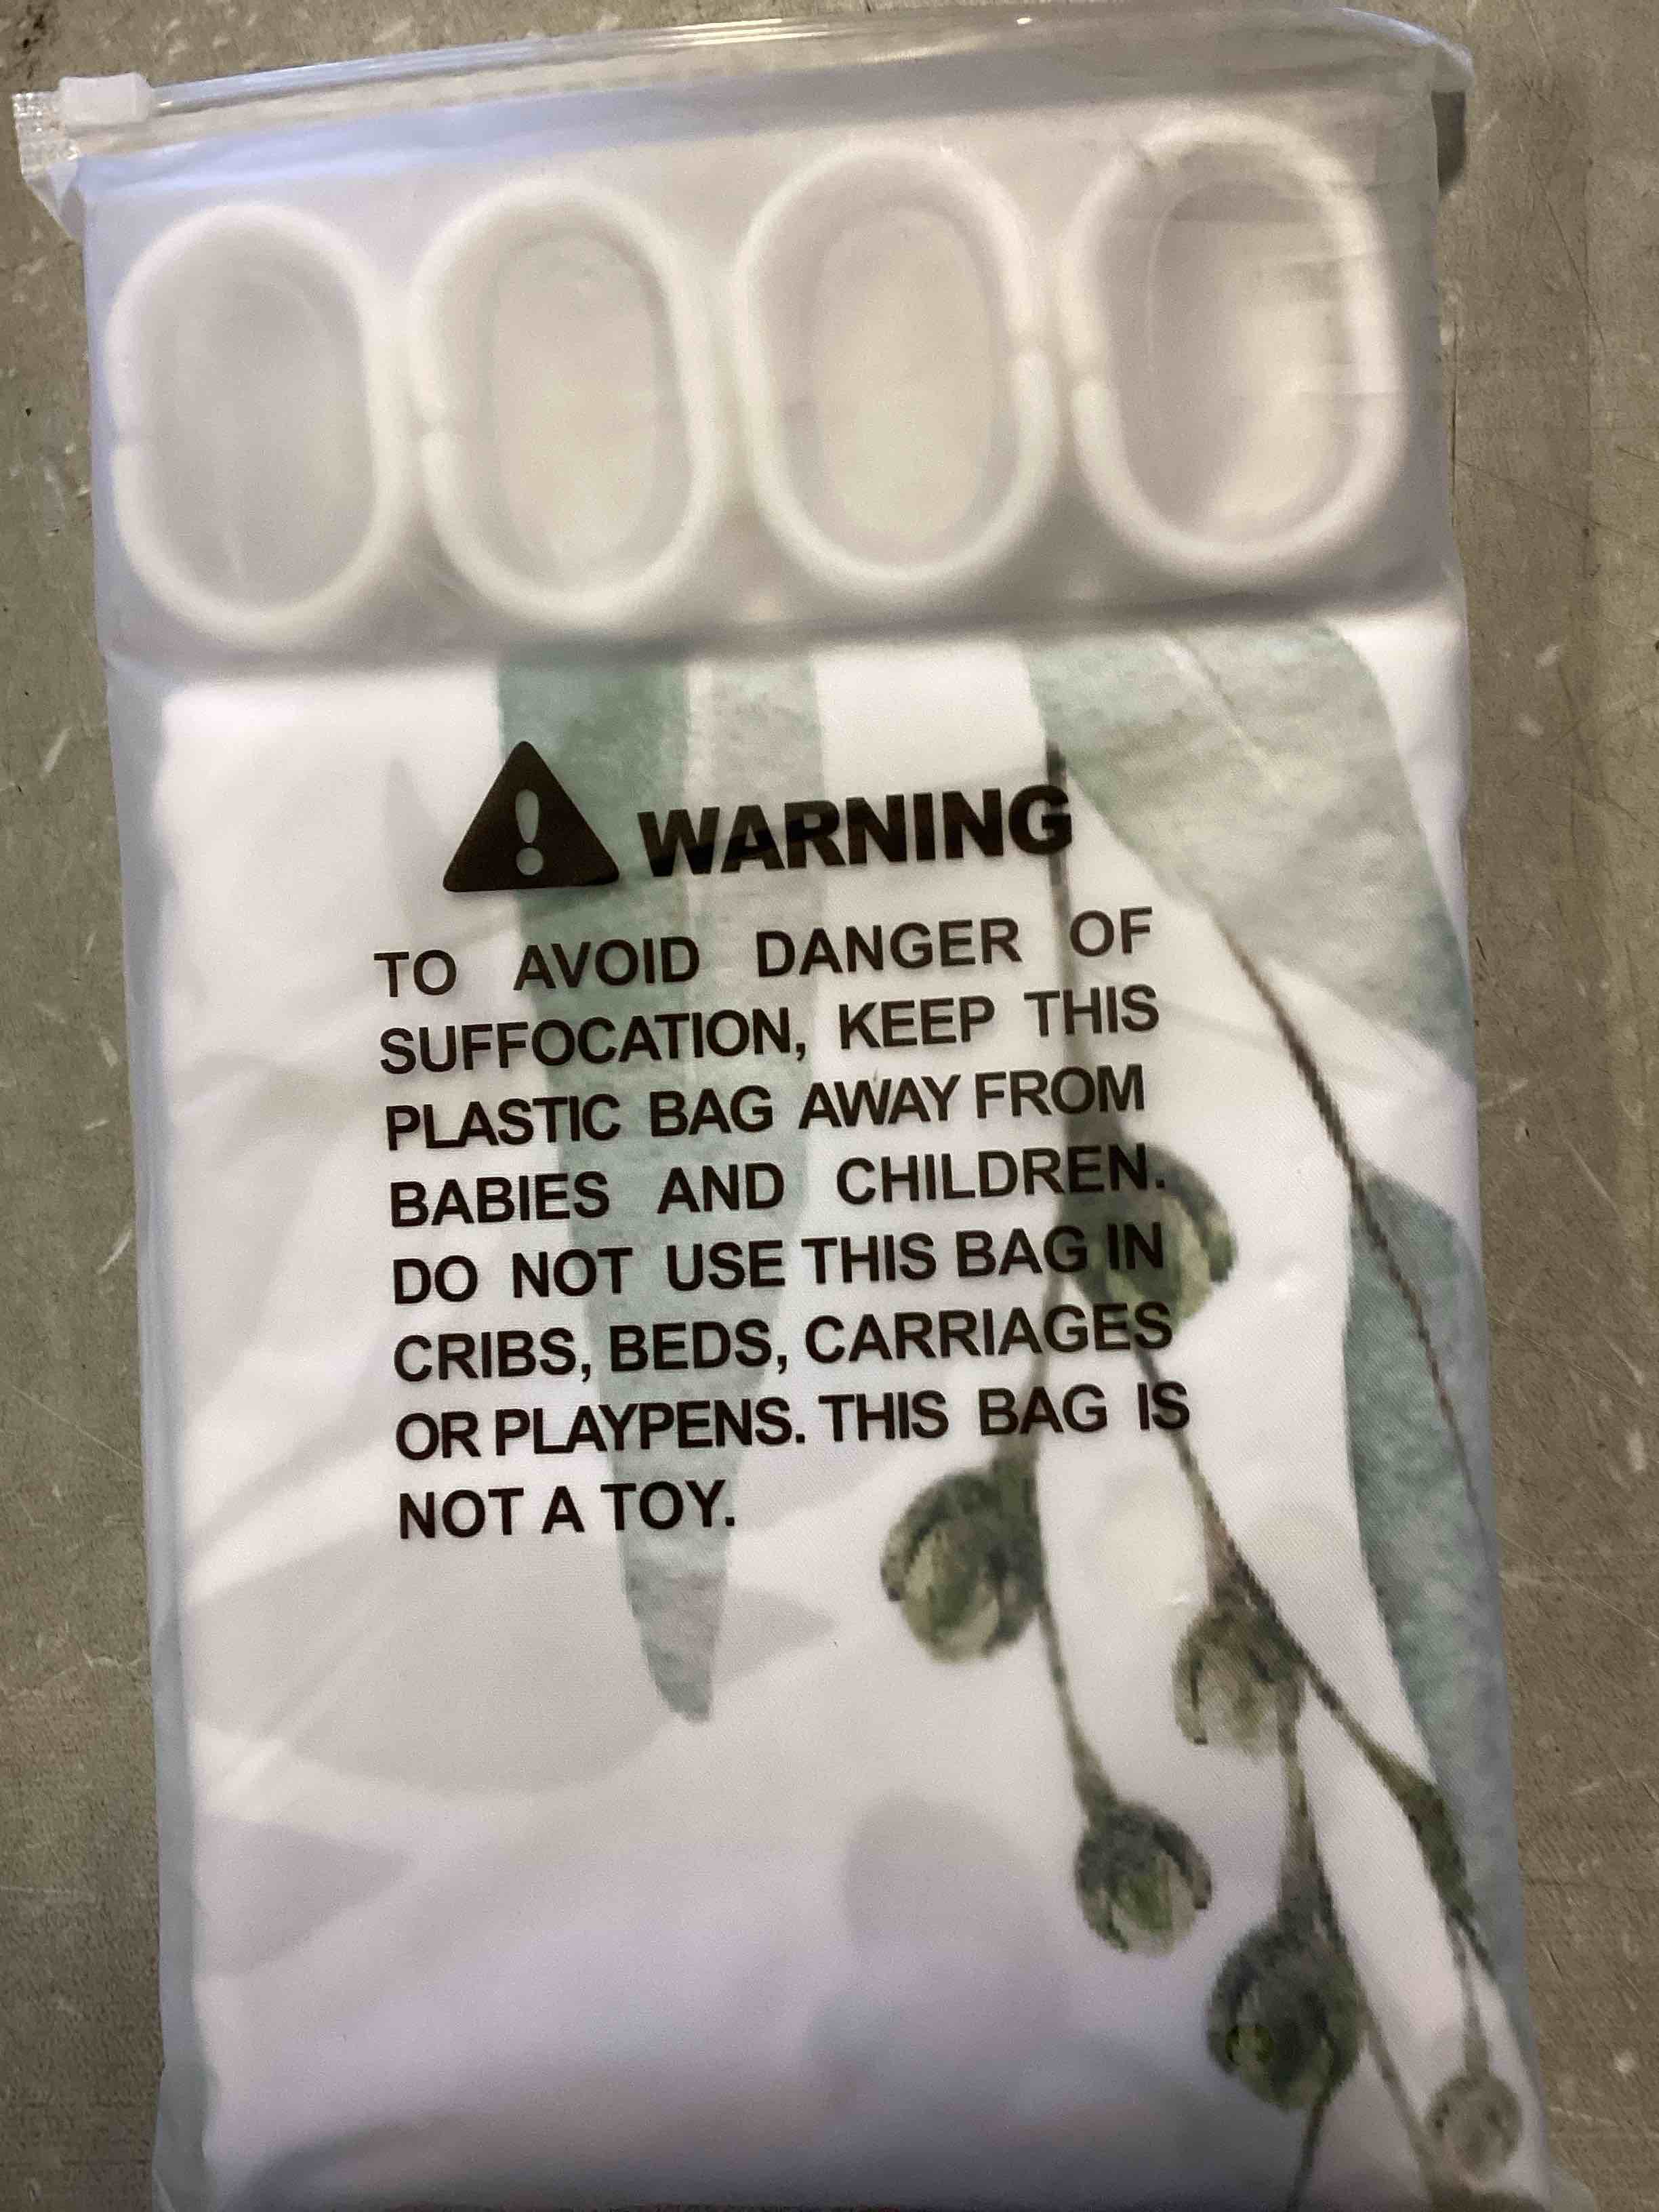 WARNING
TO AVOID DANGER OF
SUFFOCATION, KEEP THIS
PLASTIC BAG AWAY FROM
BABIES AND CHILDREN.
DO NOT USE THIS BAG IN
CRIBS, BEDS, CARRIAGES
OR PLAYPENS. THIS BAG IS
NOT A TOY.